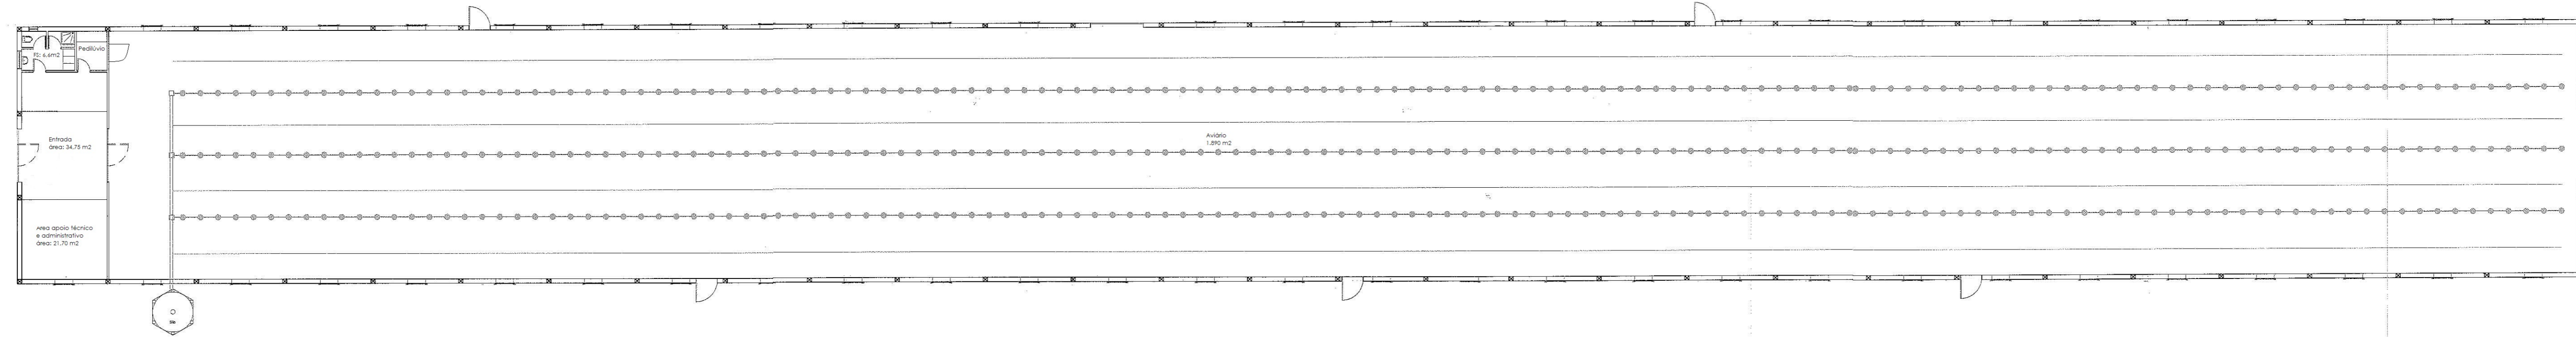 Pedilúvio
FS: 6,6m2
Entrada
área: 34.75 m2
Aviário
1.890 m2
Area apoio técnico
e administrativo
área: 21.70 m2
Silo